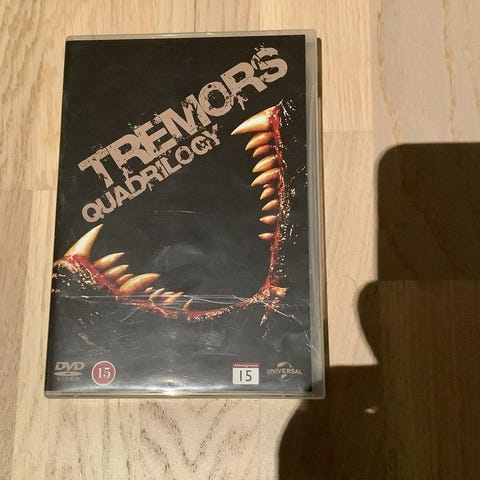 TREMORS
QUADRILOGY
DVD
VIDEO
15
15
UNIVERSAL